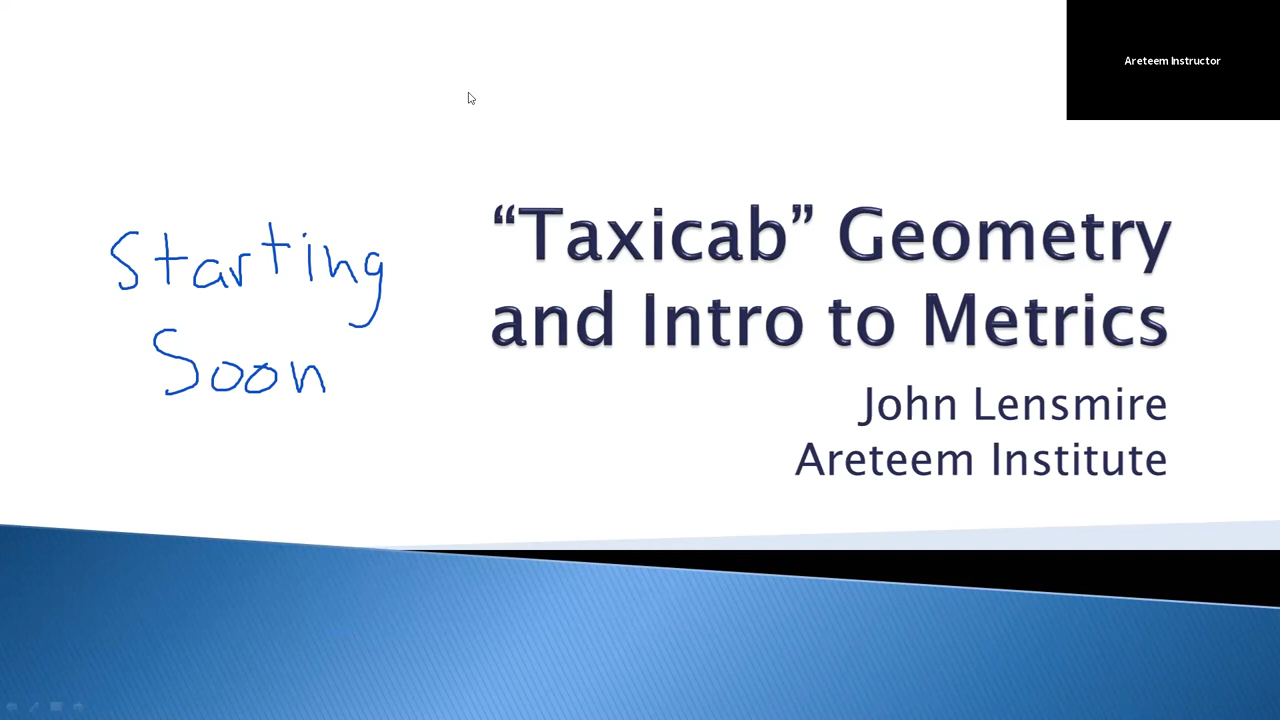 Areteem Instructor
Starting
Soon
“Taxicab” Geometry
and Intro to Metrics
John Lensmire
Areteem Institute